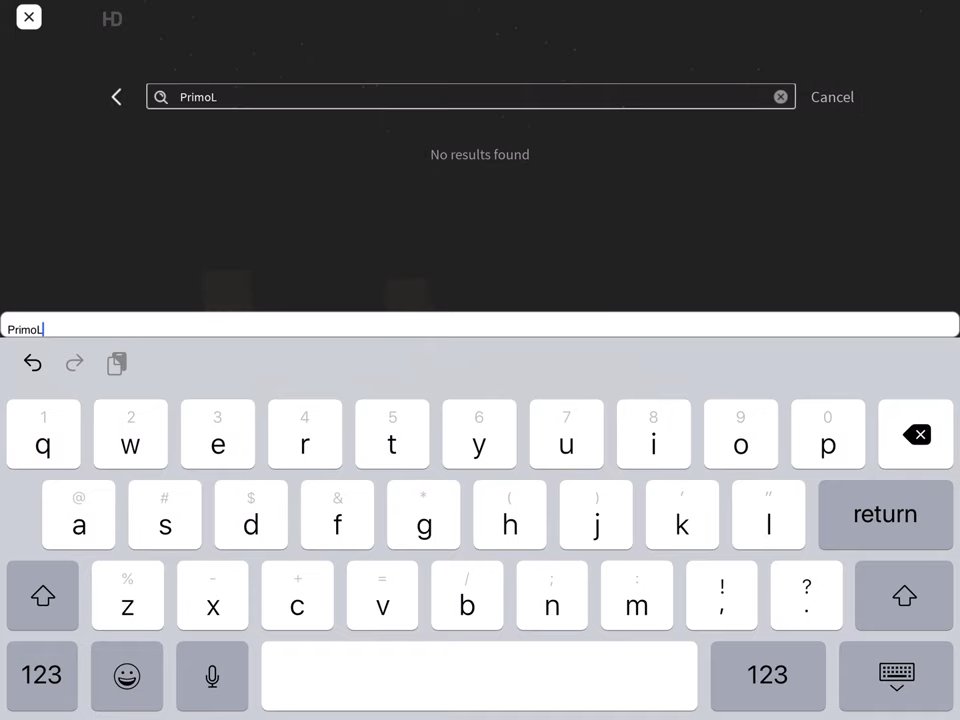 HD
PrimoL
Cancel
No results found
PrimoL
1 2 3 4 5 6 7 8 9 0
q w e r t y u i o p
@ # $ & * ( ) ' "
a s d f g h j k l return
% - + = / ; : ! ?
z x c v b n m , .
123 123